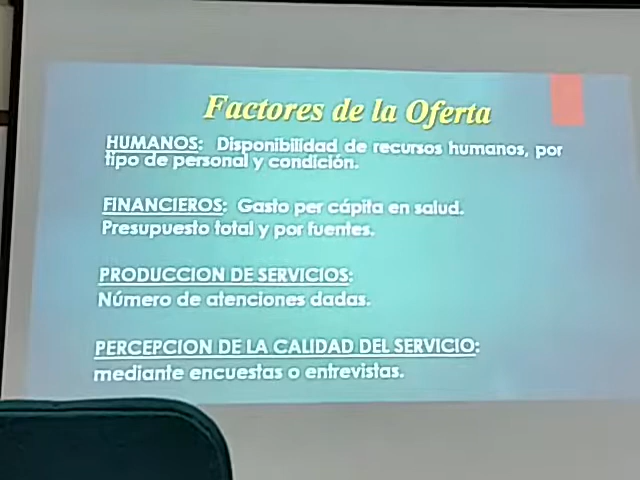 Factores de la Oferta
HUMANOS: Disponibilidad de recursos humanos, por
tipo de personal y condición.
FINANCIEROS: Gasto per cápita en salud.
Presupuesto total y por fuentes.
PRODUCCION DE SERVICIOS:
Número de atenciones dadas.
PERCEPCION DE LA CALIDAD DEL SERVICIO:
mediante encuestas o entrevistas.